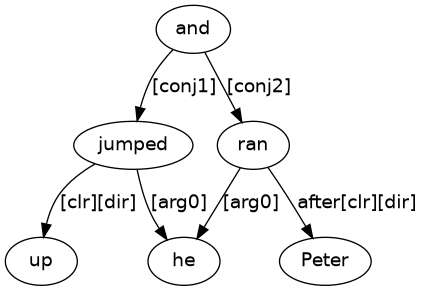 and
[conj1] [conj2]
jumped ran
[clr][dir] [arg0] [arg0] after[clr][dir]
up he Peter